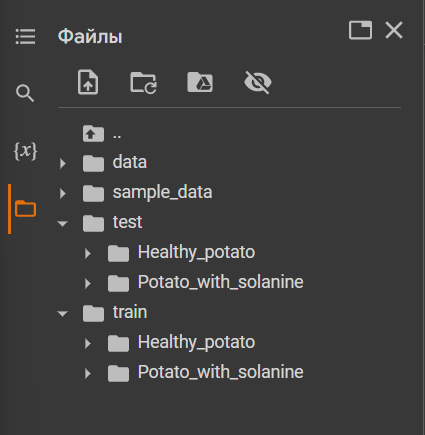 Файлы
{x}
..
data
sample_data
test
Healthy_potato
Potato_with_solanine
train
Healthy_potato
Potato_with_solanine